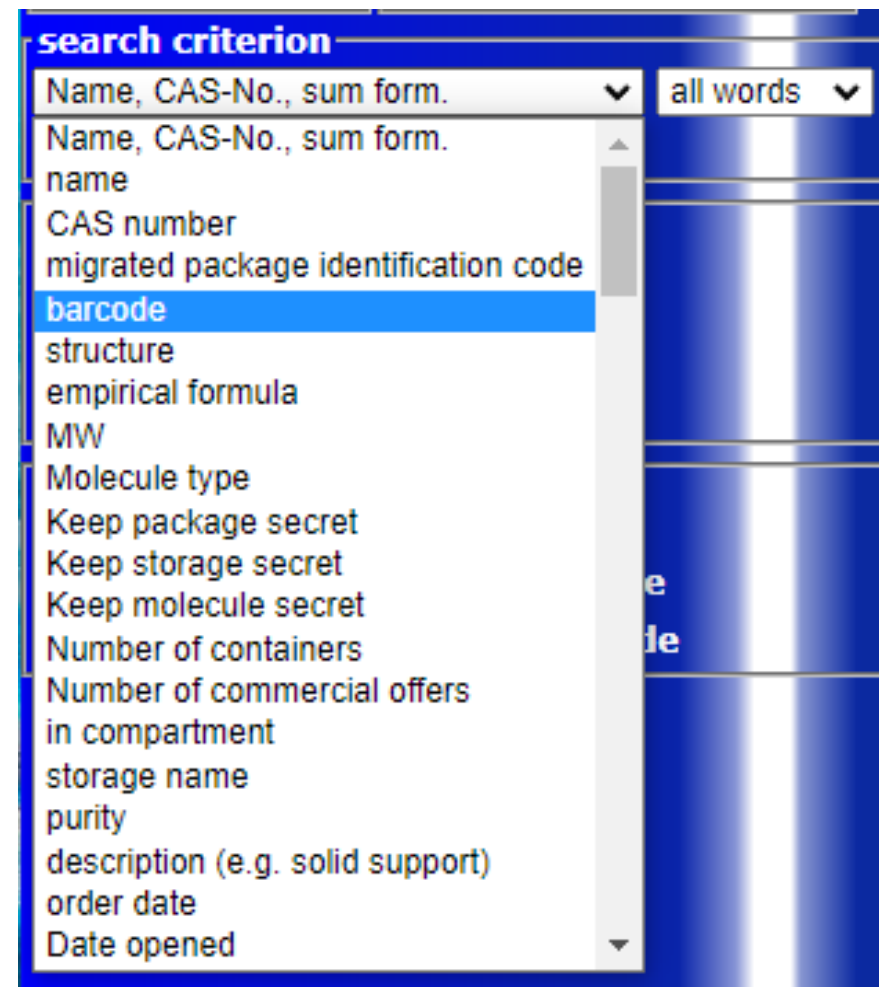 search criterion
Name, CAS-No., sum form. all words
Name, CAS-No., sum form.
name
CAS number
migrated package identification code
barcode
structure
empirical formula
MW
Molecule type
Keep package secret
Keep storage secret
Keep molecule secret
Number of containers
Number of commercial offers
in compartment
storage name
purity
description (e.g. solid support)
order date
Date opened